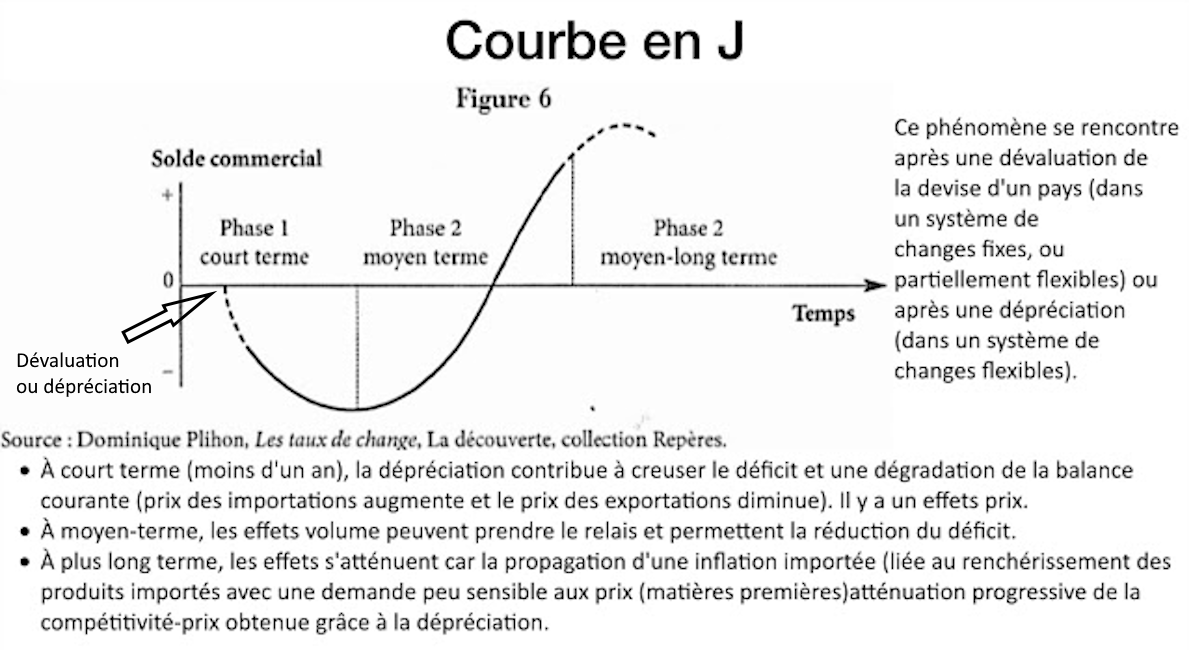 Courbe en J
Figure 6
Solde commercial
+
Phase 1
court terme
Phase 2
moyen terme
Phase 2
moyen-long terme
0
Temps
–
Dévaluation
ou dépréciation
Ce phénomène se rencontre
après une dévaluation de
la devise d'un pays (dans
un système de
changes fixes, ou
partiellement flexibles) ou
après une dépréciation
(dans un système de
changes flexibles).
Source : Dominique Plihon, Les taux de change, La découverte, collection Repères.
• À court terme (moins d'un an), la dépréciation contribue à creuser le déficit et une dégradation de la balance
courante (prix des importations augmente et le prix des exportations diminue). Il y a un effets prix.
• À moyen-terme, les effets volume peuvent prendre le relais et permettent la réduction du déficit.
• À plus long terme, les effets s'atténuent car la propagation d'une inflation importée (liée au renchérissement des
produits importés avec une demande peu sensible aux prix (matières premières)atténuation progressive de la
compétitivité-prix obtenue grâce à la dépréciation.